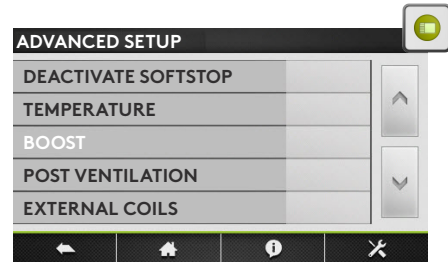 ADVANCED SETUP
DEACTIVATE SOFTSTOP
TEMPERATURE
BOOST
POST VENTILATION
EXTERNAL COILS